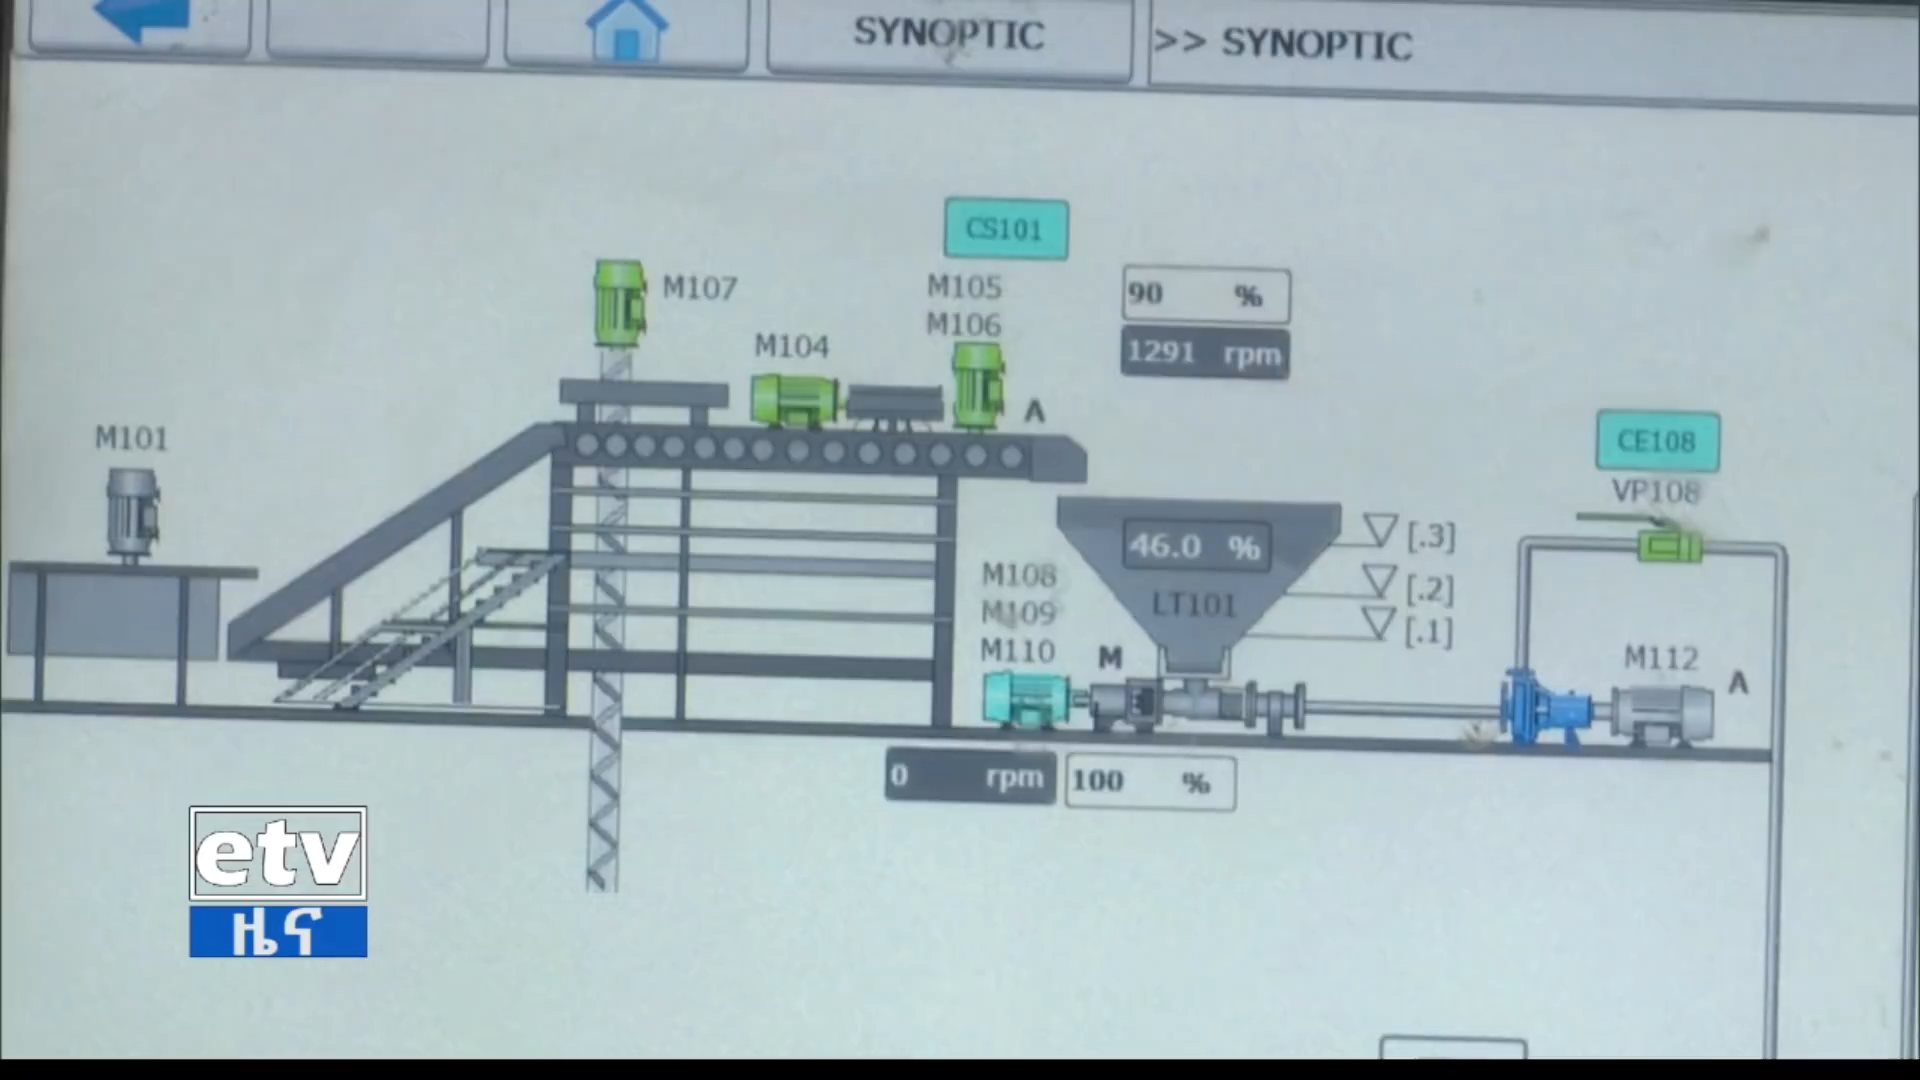 SYNOPTIC
>> SYNOPTIC
CS101
M107
M105
M106
90 %
1291 rpm
M104
A
M101
CE108
VP108
46.0 %
LT101
[.3]
[.2]
[.1]
M108
M109
M110
M
M112
A
0 rpm
100 %
etv
ዜና